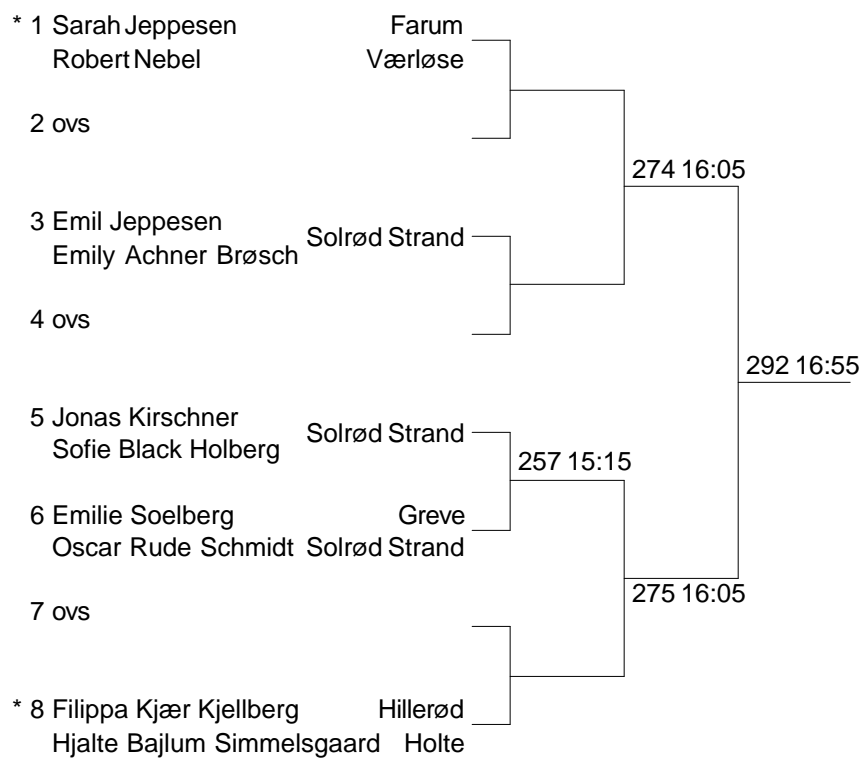 * 1 Sarah Jeppesen Farum
Robert Nebel Værløse
2 ovs
274 16:05
3 Emil Jeppesen
Solrød Strand
Emily Achner Brøsch
4 ovs
292 16:55
5 Jonas Kirschner
Solrød Strand
Sofie Black Holberg
257 15:15
6 Emilie Soelberg Greve
Oscar Rude Schmidt Solrød Strand
275 16:05
7 ovs
* 8 Filippa Kjær Kjellberg Hillerød
Hjalte Bajlum Simmelsgaard Holte